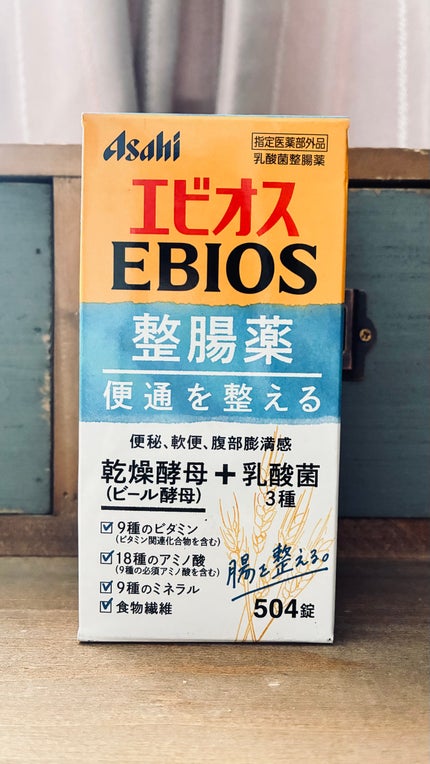 Asahi
指定医薬部外品
乳酸菌整腸薬
エビオス
EBIOS
整腸薬
便通を整える
便秘、軟便、腹部膨満感
乾燥酵母+乳酸菌
(ビール酵母) 3種
9種のビタミン
(ビタミン関連化合物を含む)
18種のアミノ酸
(9種の必須アミノ酸を含む)
9種のミネラル
食物繊維
腸を整える。
504錠